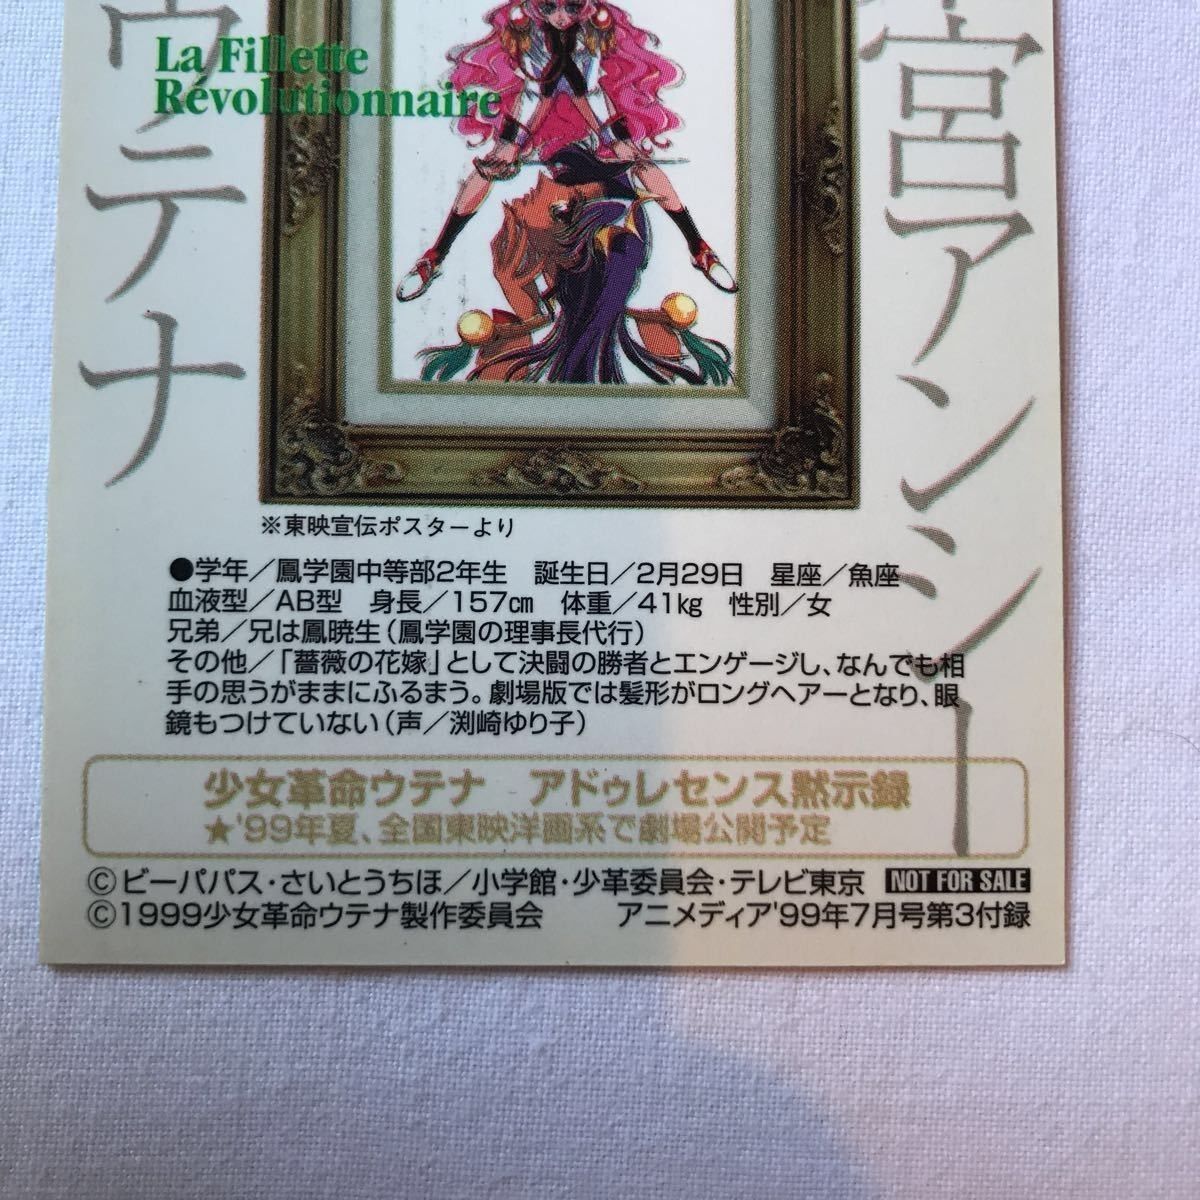 ウテナ
宮アンシー
La Fillette
Révolutionnaire
※東映宣伝ポスターより
●学年／鳳学園中等部2年生　誕生日／2月29日　星座／魚座
血液型／AB型　身長／157cm　体重／41kg　性別／女
兄弟／兄は鳳暁生（鳳学園の理事長代行）
その他／「薔薇の花嫁」として決闘の勝者とエンゲージし、なんでも相
手の思うがままにふるまう。劇場版では髪形がロングヘアーとなり、眼
鏡もつけていない（声／渕崎ゆり子）
少女革命ウテナ　アドゥレセンス黙示録
★'99年夏、全国東映洋画系で劇場公開予定
©ビーパパス・さいとうちほ／小学館・少革委員会・テレビ東京 NOT FOR SALE
©1999少女革命ウテナ製作委員会　アニメディア'99年7月号第3付録